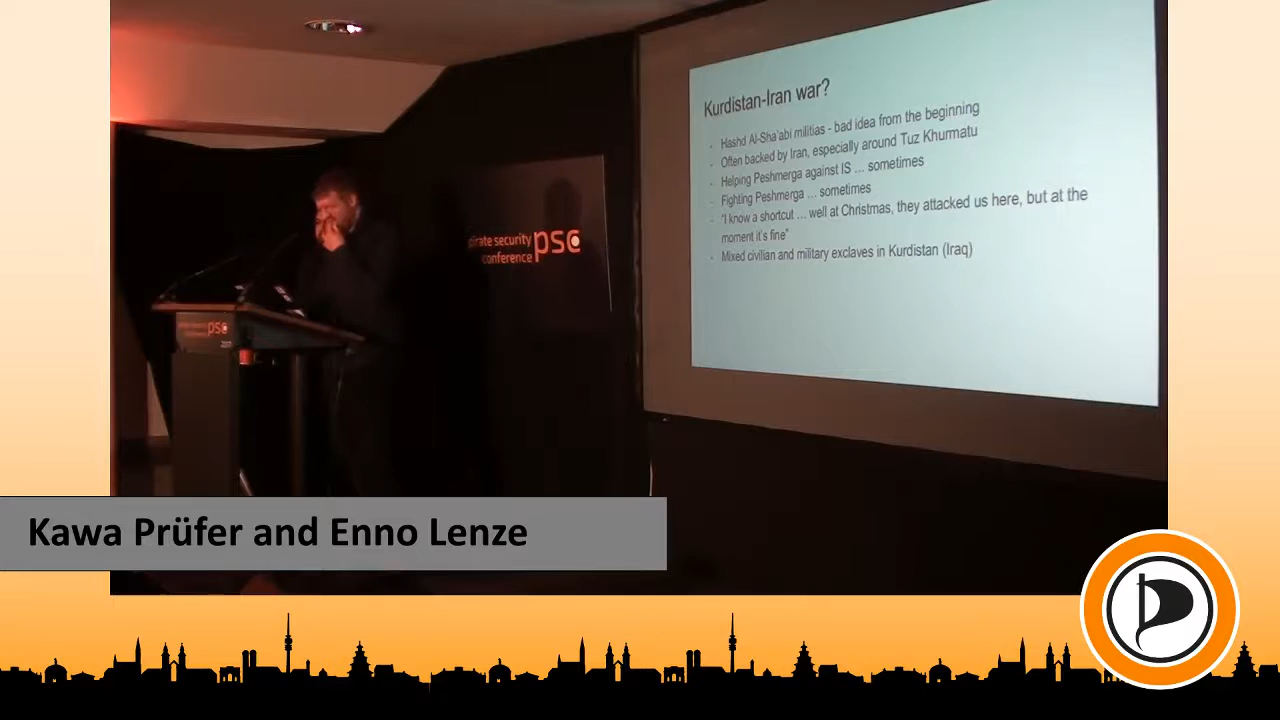 Kurdistan-Iran war?
- Hashd Al-Sha'abi militias - bad idea from the beginning
- Often backed by Iran, especially around Tuz Khurmatu
- Helping Peshmerga against IS ... sometimes
- Fighting Peshmerga ... sometimes
- "I know a shortcut ... well at Christmas, they attacked us here, but at the
moment it's fine"
- Mixed civilian and military exclaves in Kurdistan (Iraq)
pirate security
conference
psc
psc
Kawa Prüfer and Enno Lenze